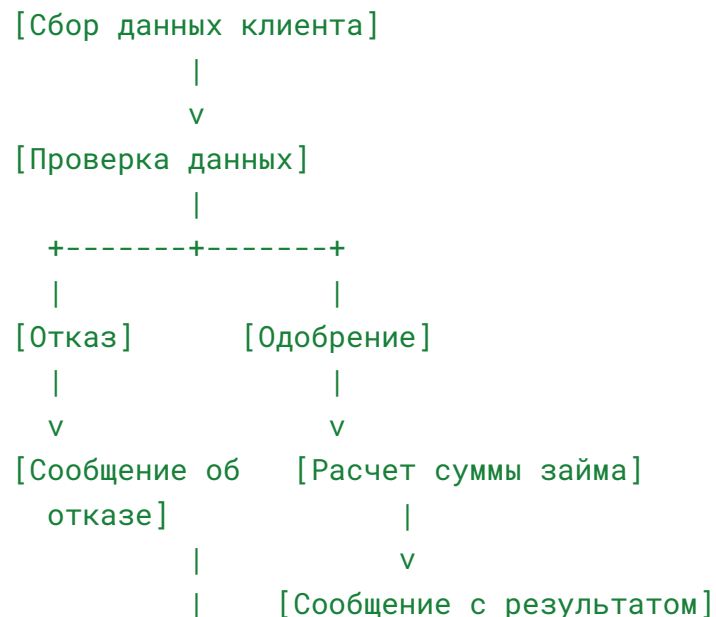 [Сбор данных клиента]
|
v
[Проверка данных]
|
+-------+-------+
| |
[Отказ] [Одобрение]
| |
v v
[Сообщение об [Расчет суммы займа]
отказе] |
| v
| [Сообщение с результатом]